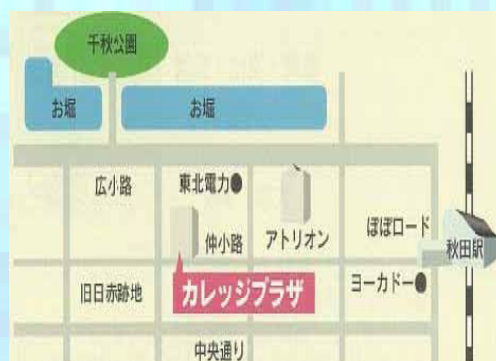 千秋公園
お堀
お堀
広小路
東北電力●
仲小路
アトリオン
ぽぽロード
秋田駅
旧日赤跡地
カレッジプラザ
ヨーカドー●
中央通り